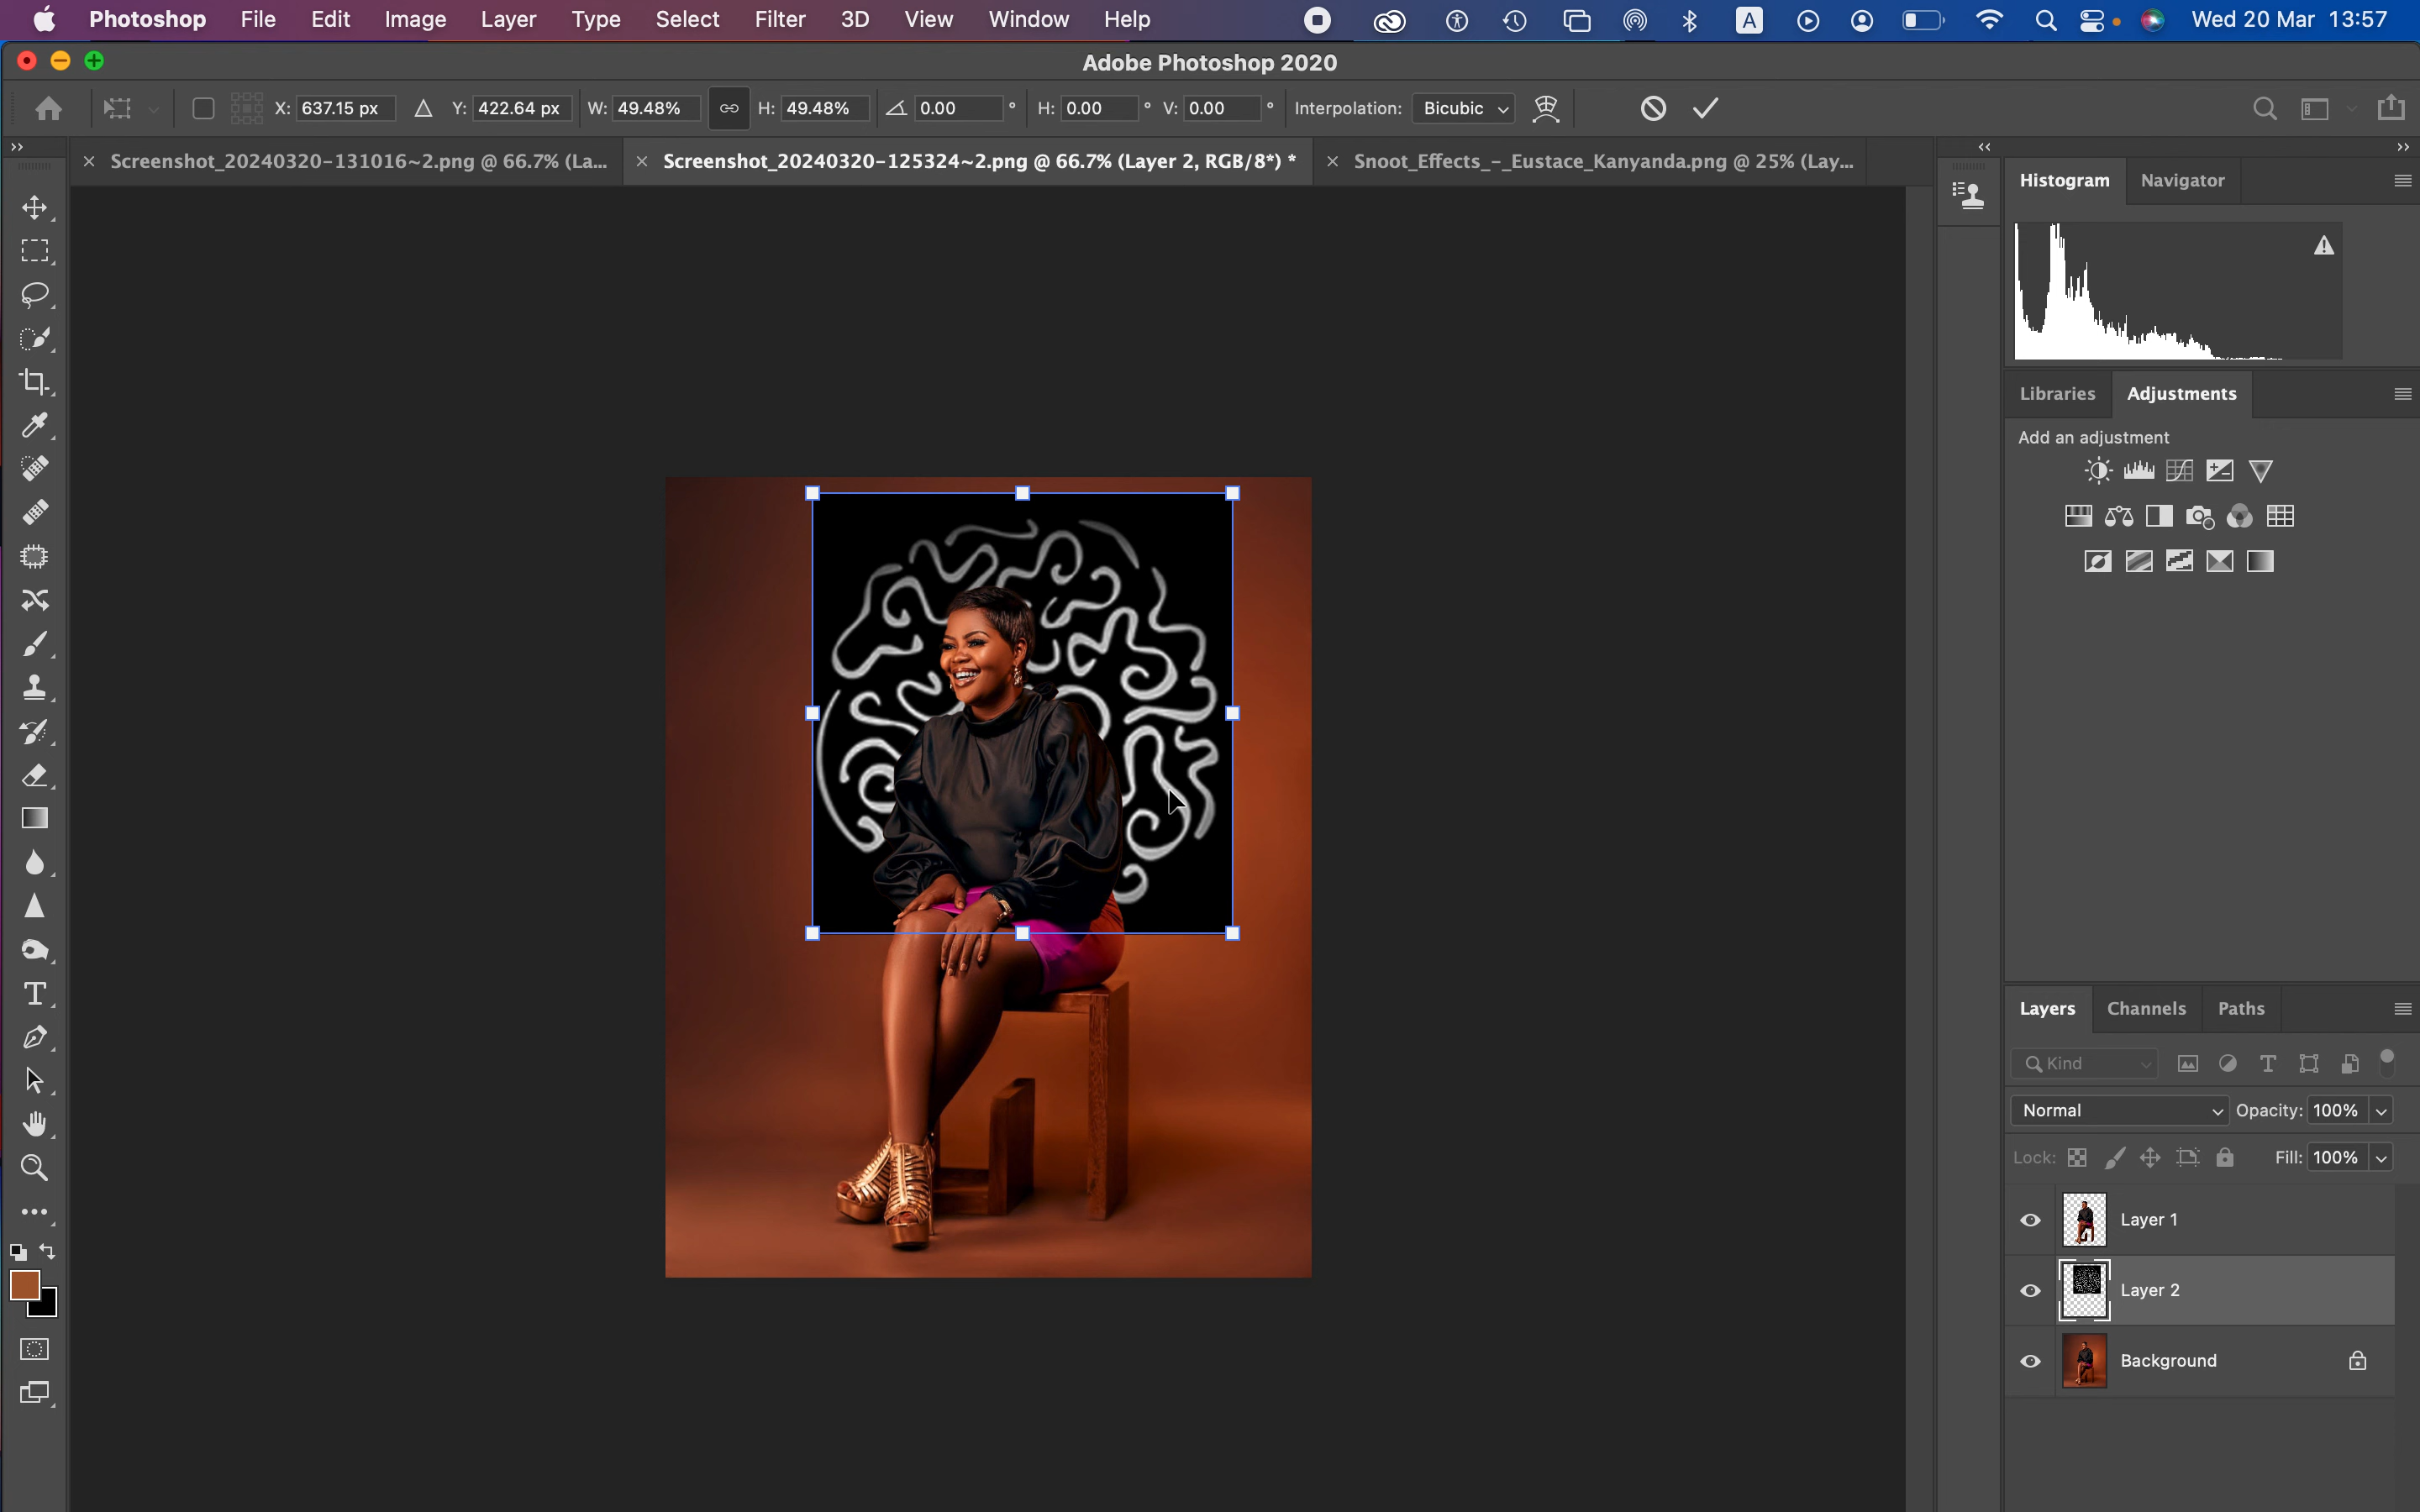 Photoshop File Edit Image Layer Type Select Filter 3D View Window Help A Wed 20 Mar 13:57
Adobe Photoshop 2020
X: 637.15 px Y: 422.64 px W: 49.48% H: 49.48% 0.00 ° H: 0.00 ° V: 0.00 ° Interpolation: Bicubic
Screenshot_20240320-131016~2.png @ 66.7% (La... Screenshot_20240320-125324~2.png @ 66.7% (Layer 2, RGB/8*) * Snoot_Effects_-_Eustace_Kanyanda.png @ 25% (Lay...
Histogram Navigator
Libraries Adjustments
Add an adjustment
Layers Channels Paths
Kind
Normal Opacity: 100%
Lock: Fill: 100%
Layer 1
Layer 2
Background